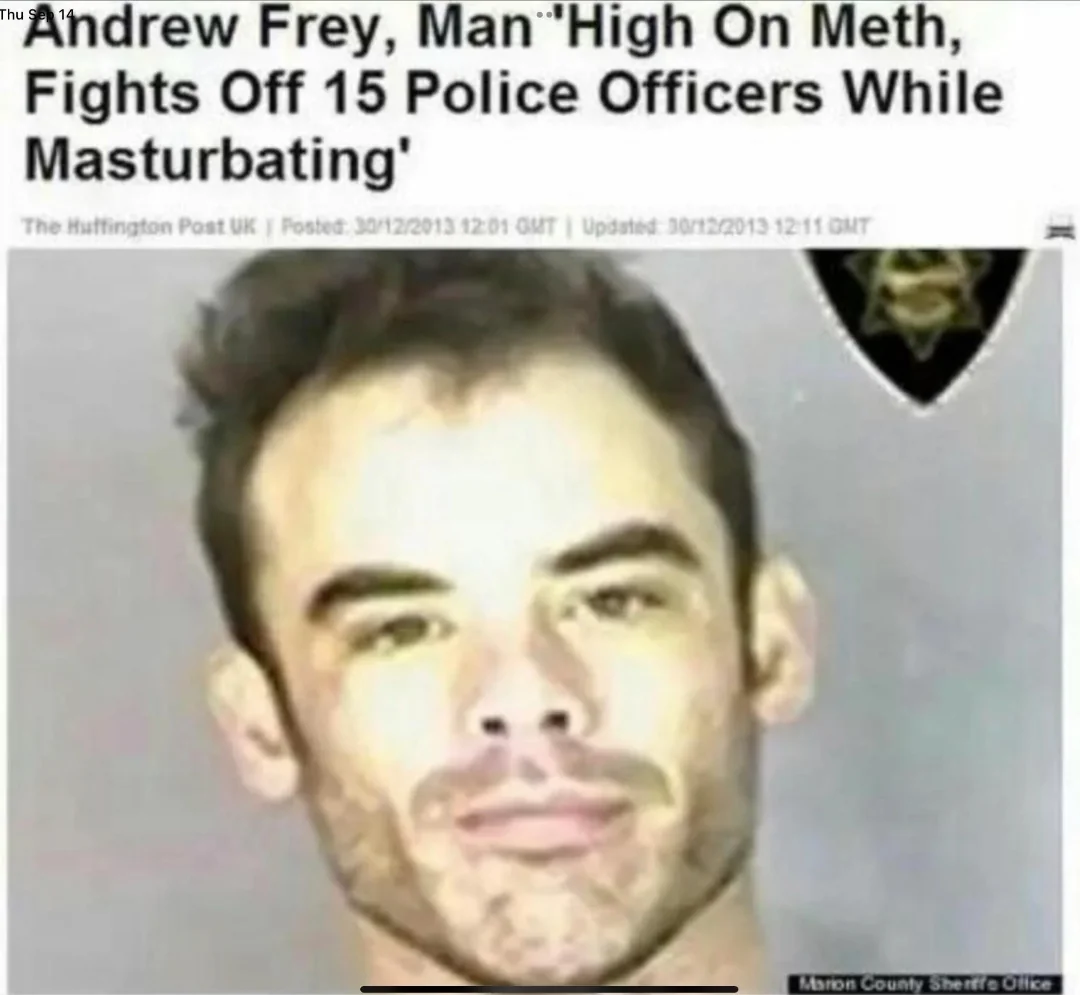 Thu Sep 14
Andrew Frey, Man 'High On Meth,
Fights Off 15 Police Officers While
Masturbating'
The Huffington Post UK | Posted: 30/12/2013 12:01 GMT | Updated: 30/12/2013 12:11 GMT
Marion County Sheriff's Office